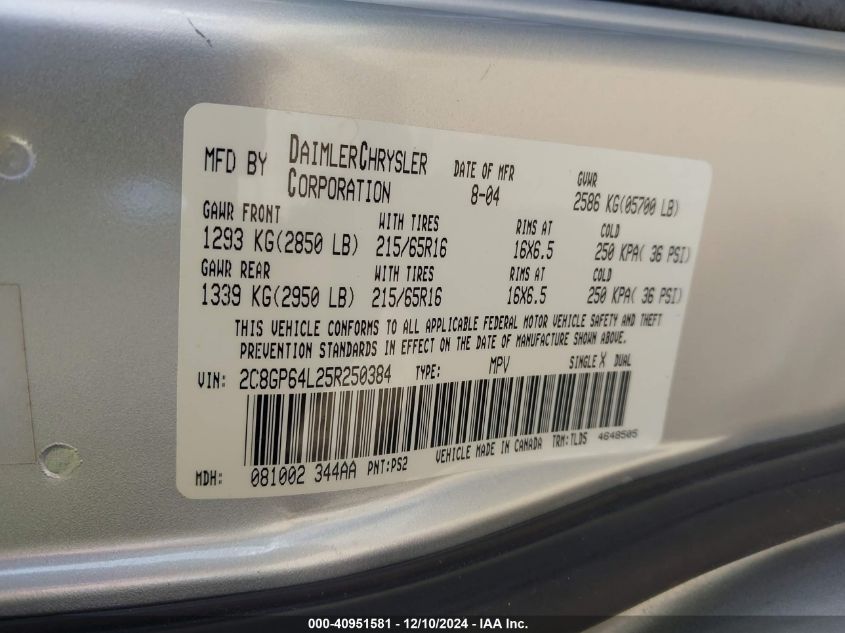 MFD BY DAIMLERCHRYSLER CORPORATION DATE OF MFR 8-04 GVWR 2586 KG(05700 LB)
GAWR FRONT WITH TIRES RIMS AT COLD
1293 KG(2850 LB) 215/65R16 16X6.5 250 KPA( 36 PSI)
GAWR REAR WITH TIRES RIMS AT COLD
1339 KG(2950 LB) 215/65R16 16X6.5 250 KPA( 36 PSI)
THIS VEHICLE CONFORMS TO ALL APPLICABLE FEDERAL MOTOR VEHICLE SAFETY AND THEFT
PREVENTION STANDARDS IN EFFECT ON THE DATE OF MANUFACTURE SHOWN ABOVE.
VIN: 2C8GP64L25R250384 TYPE: MPV SINGLE X DUAL
MDH: 081002 344AA PNT:PS2 VEHICLE MADE IN CANADA TRM:TLD5 4648505
000-40951581 - 12/10/2024 - IAA Inc.